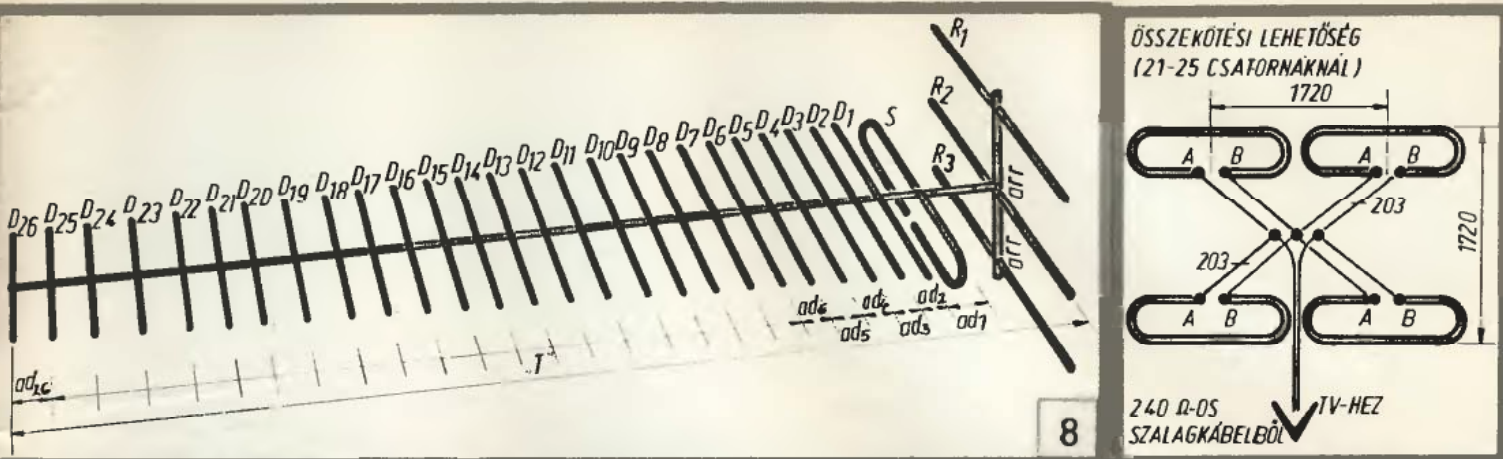 R1
R2
R3
S
D1
D2
D3
D4
D5
D6
D7
D8
D9
D10
D11
D12
D13
D14
D15
D16
D17
D18
D19
D20
D21
D22
D23
D24
D25
D26
arr
arr
ad6
ad2
ad5
ad3
ad1
ad26
T
8
ÖSSZEKÖTÉSI LEHETŐSÉG
(21-25 CSATORNÁKNÁL)
1720
A B A B
203
1720
203
A B A B
240 Ω-OS TV-HEZ
SZALAGKÁBELBŐL